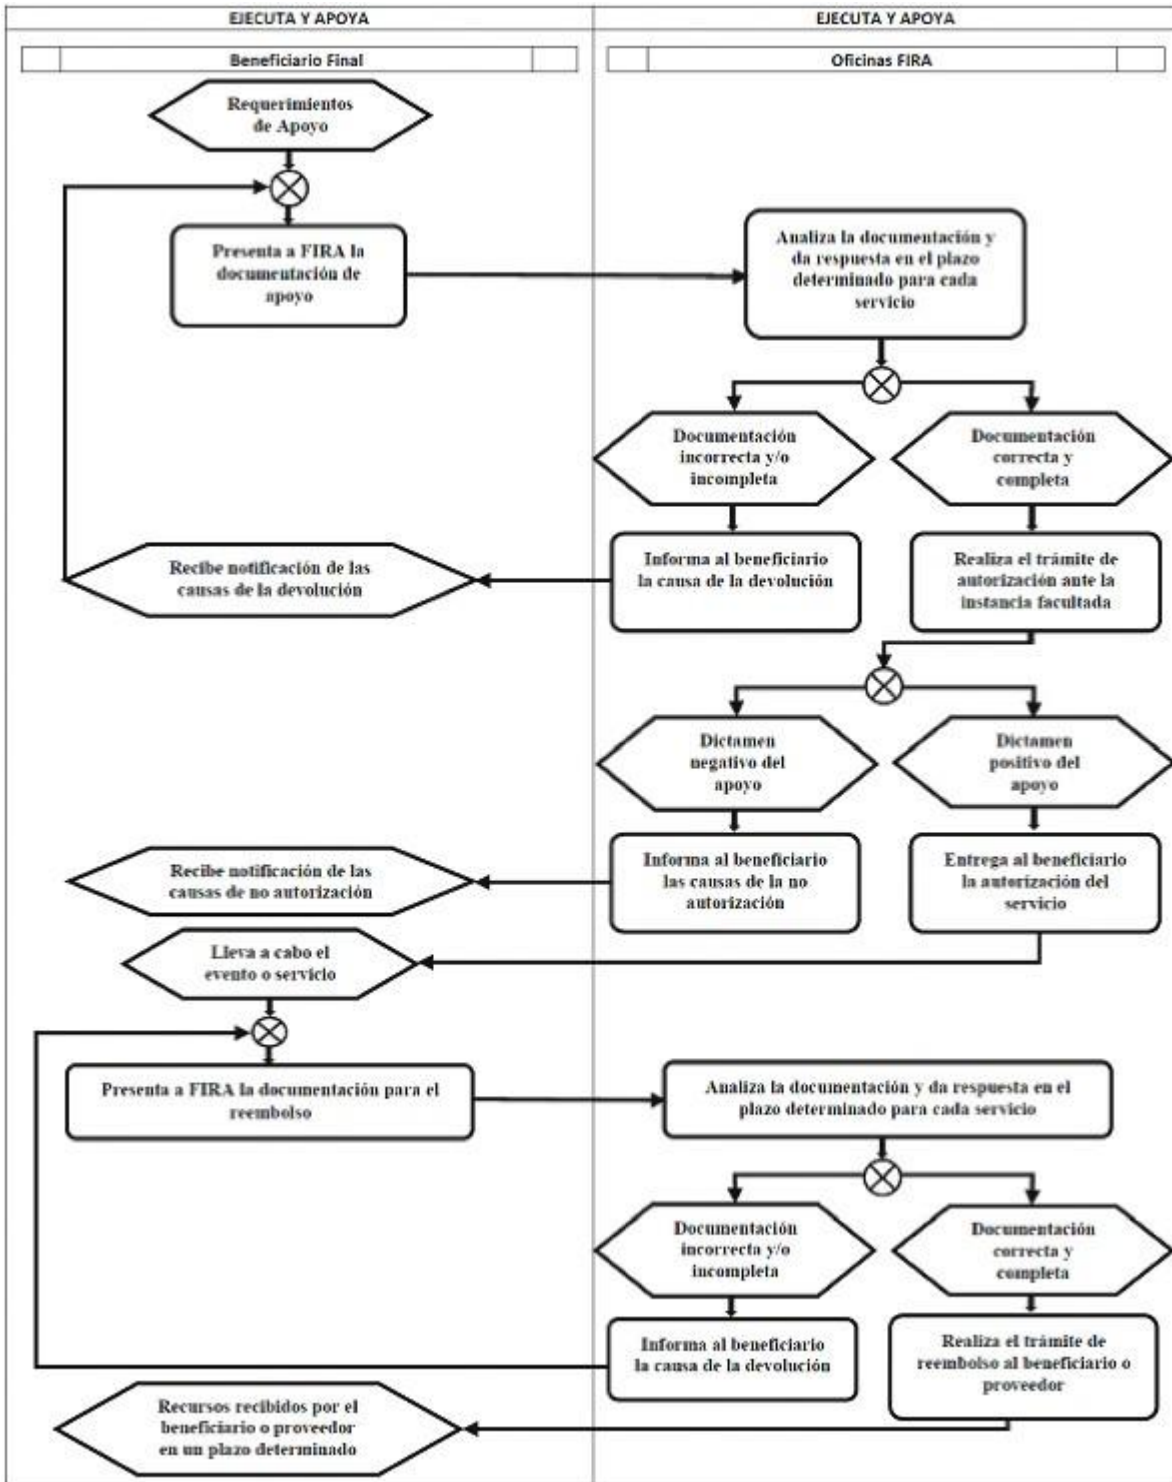 EJECUTA Y APOYA
EJECUTA Y APOYA
Beneficiario Final
Oficinas FIRA
Requerimientos
de Apoyo
Presenta a FIRA la
documentación de
apoyo
Analiza la documentación y
da respuesta en el plazo
determinado para cada
servicio
Documentación
incorrecta y/o
incompleta
Documentación
correcta y
completa
Informa al beneficiario
la causa de la devolución
Realiza el trámite de
autorización ante la
instancia facultada
Recibe notificación de las
causas de la devolución
Dictamen
negativo del
apoyo
Dictamen
positivo del
apoyo
Informa al beneficiario
las causas de la no
autorización
Entrega al beneficiario
la autorización del
servicio
Recibe notificación de las
causas de no autorización
Lleva a cabo el
evento o servicio
Presenta a FIRA la documentación para el
reembolso
Analiza la documentación y da respuesta en el
plazo determinado para cada servicio
Documentación
incorrecta y/o
incompleta
Documentación
correcta y
completa
Informa al beneficiario
la causa de la devolución
Realiza el trámite de
reembolso al beneficiario o
proveedor
Recursos recibidos por el
beneficiario o proveedor
en un plazo determinado